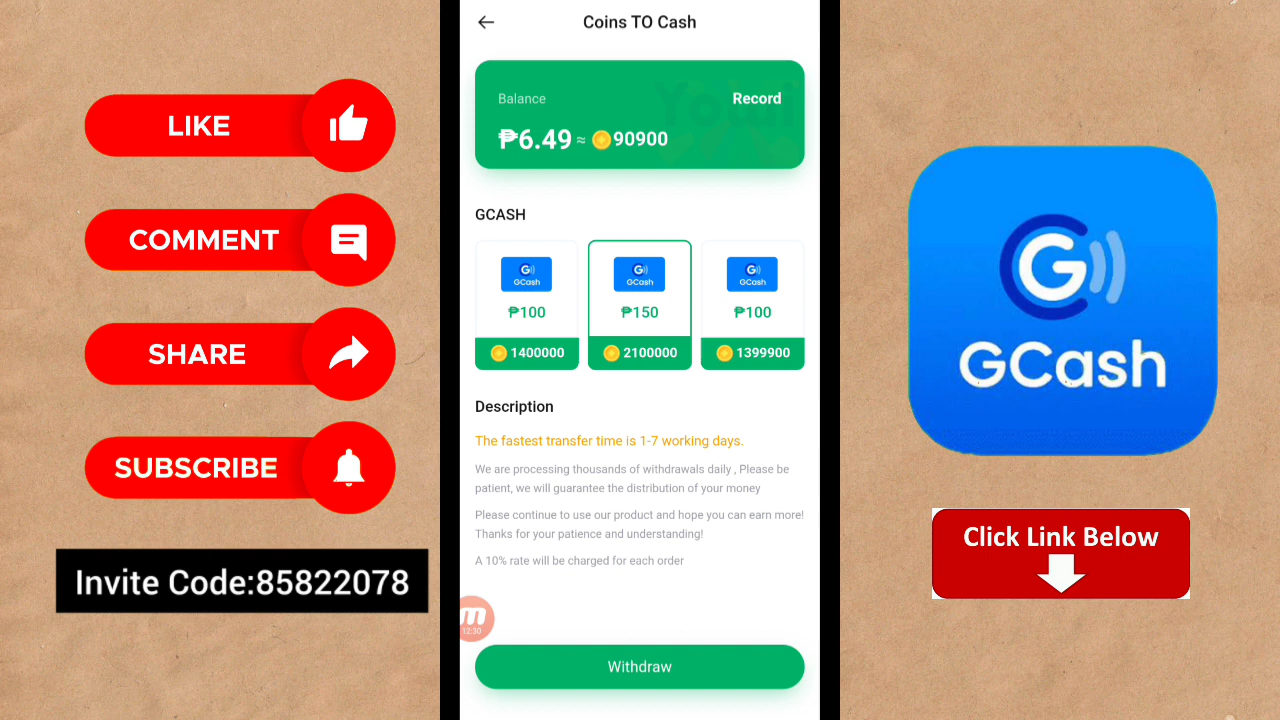 LIKE
COMMENT
SHARE
SUBSCRIBE
Invite Code:85822078
Coins TO Cash
Balance
Record
₱6.49 ≈ 90900
GCASH
GCash
GCash
GCash
₱100
₱150
₱100
1400000
2100000
1399900
Description
The fastest transfer time is 1-7 working days.
We are processing thousands of withdrawals daily , Please be
patient, we will guarantee the distribution of your money
Please continue to use our product and hope you can earn more!
Thanks for your patience and understanding!
A 10% rate will be charged for each order
12:30
Withdraw
GCash
Click Link Below